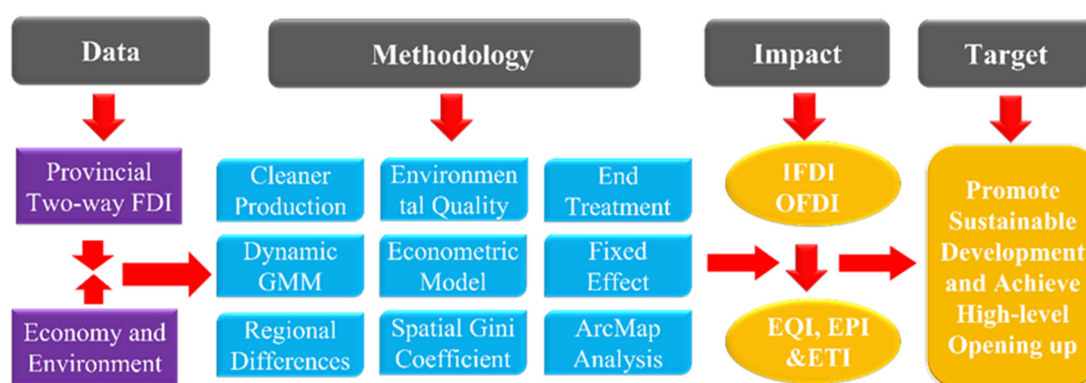 Data
Methodology
Impact
Target
Provincial
Two-way FDI
Economy and
Environment
Cleaner
Production
Environmen
tal Quality
End
Treatment
Dynamic
GMM
Econometric
Model
Fixed
Effect
Regional
Differences
Spatial Gini
Coefficient
ArcMap
Analysis
IFDI
OFDI
EQI, EPI
&ETI
Promote
Sustainable
Development
and Achieve
High-level
Opening up